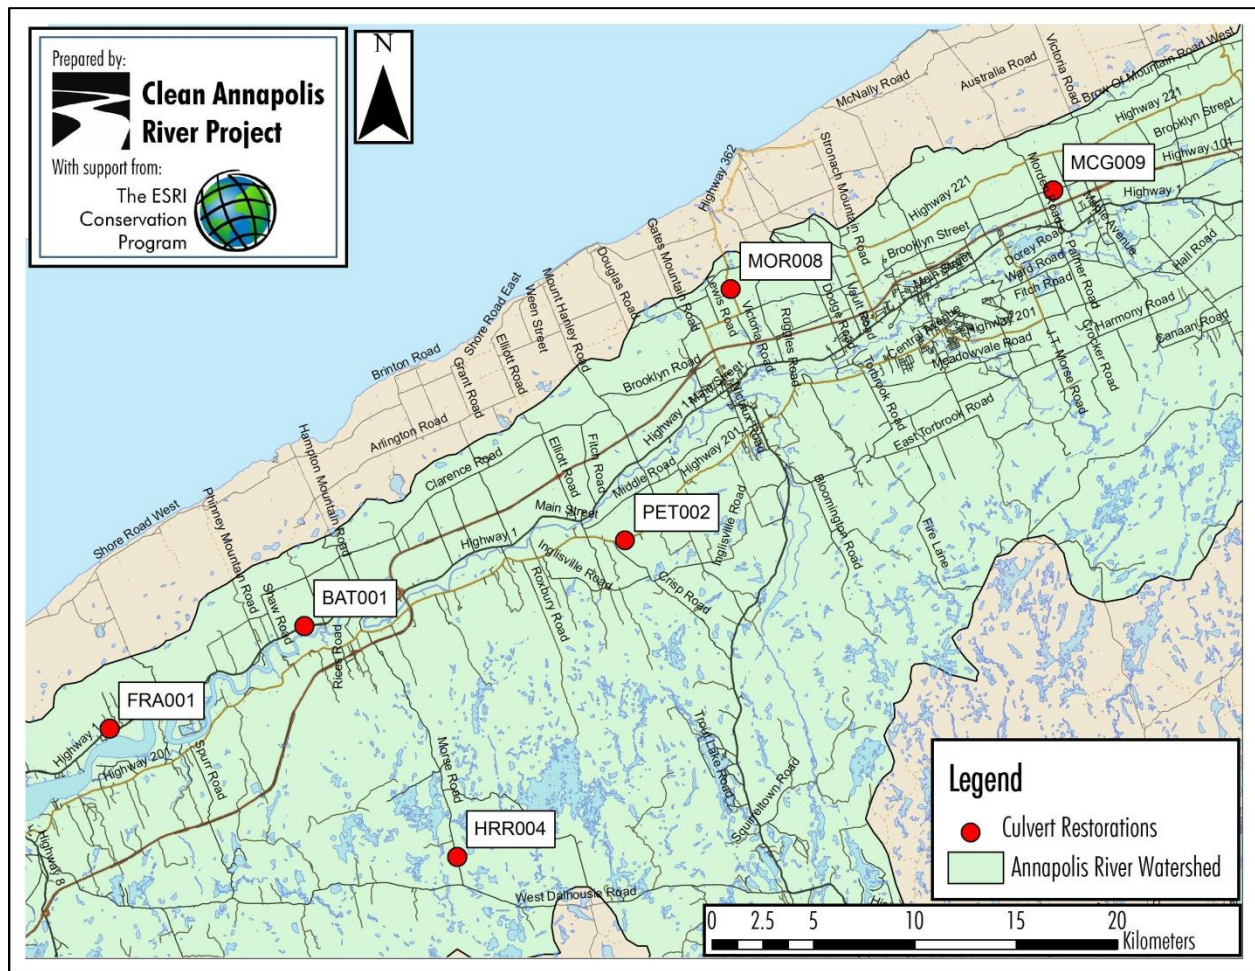 Prepared by:
Clean Annapolis
River Project
With support from:
The ESRI
Conservation
Program
N
McNally Road
Australia Road
Victoria Road
Brow Of Mountain Road West
Highway 221
Brooklyn Street
MCG009
Highway 101
Highway 1
Highway 362
Stronach Mountain Road
Maple Avenue
Highway 221
Brooklyn Street
Main Street
Dorey Road
Ward Road
Fitch Road
Palmer Road
Hall Road
Gates Mountain Road
MOR008
Lewis Road
Victoria Road
Ruggles Road
Dodge Road
Vault Road
Central Avenue
Highway 201
Meadowvale Road
Harmony Road
Canaan Road
Crocker Road
J.T. Morse Road
Torbrook Road
East Torbrook Road
Douglas Road
Mount Hanley Road
Ween Street
Shore Road East
Elliott Road
Grant Road
Brinton Road
Arlington Road
Brooklyn Road
Highway 1
Main Street
Nictaux Road
Highway 201
Middle Road
Fitch Road
Elliott Road
Clarence Road
Hampton Mountain Road
Phinney Mountain Road
Shore Road West
Main Street
Highway 1
PET002
Inglisville Road
Inglisville Road
Roxbury Road
Crisp Road
Bloomington Road
Fire Lane
BAT001
Shaw Road
Rices Road
FRA001
Highway 1
Highway 201
Spurr Road
Highway 8
Morse Road
HRR004
West Dalhousie Road
Trout Lake Road
Squirreltown Road
Legend
Culvert Restorations
Annapolis River Watershed
0 2.5 5 10 15 20
Kilometers